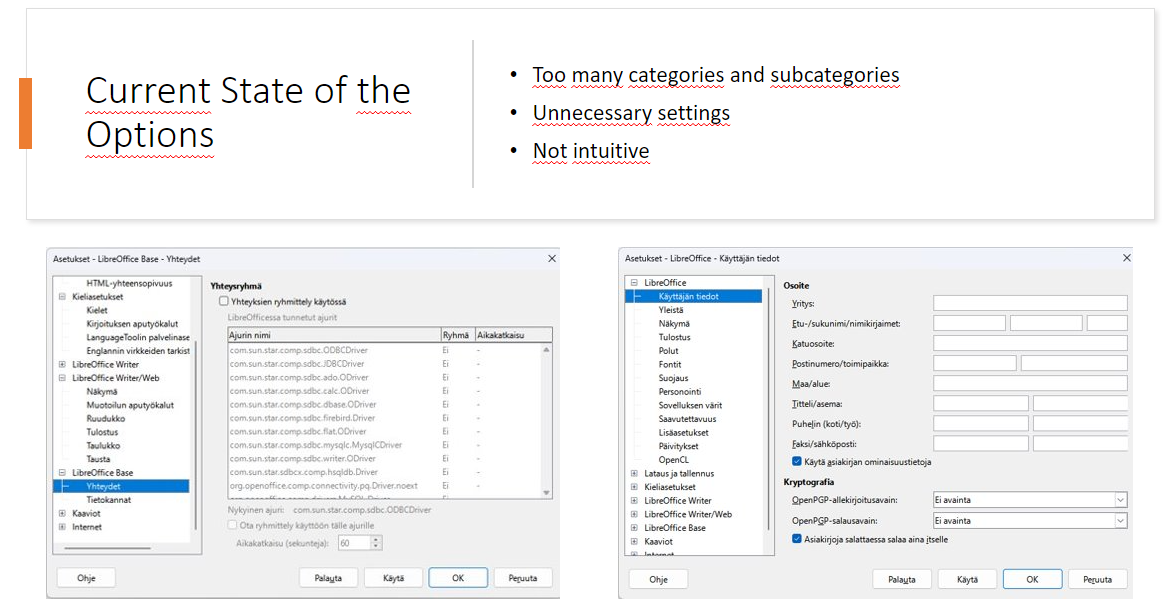 Current State of the
Options
• Too many categories and subcategories
• Unnecessary settings
• Not intuitive
Asetukset - LibreOffice Base - Yhteydet
HTML-yhteensopivuus
Kieliasetukset
Kielet
Kirjoituksen aputyökalut
LanguageToolin palvelinase
Englannin virkkeiden tarkist
LibreOffice Writer
LibreOffice Writer/Web
Näkymä
Muotoilun aputyökalut
Ruudukko
Tulostus
Taulukko
Tausta
LibreOffice Base
Yhteydet
Tietokannat
Kaaviot
Internet
Yhteysryhmä
Yhteyksien ryhmittely käytössä
LibreOfficessa tunnetut ajurit
Ajurin nimi Ryhmä Aikakatkaisu
com.sun.star.comp.sdbc.ODBCDriver Ei -
com.sun.star.comp.sdbc.JDBCDriver Ei -
com.sun.star.comp.sdbc.ado.ODriver Ei -
com.sun.star.comp.sdbc.calc.ODriver Ei -
com.sun.star.comp.sdbc.dbase.ODriver Ei -
com.sun.star.comp.sdbc.firebird.Driver Ei -
com.sun.star.comp.sdbc.flat.ODriver Ei -
com.sun.star.comp.sdbc.mysqlc.MysqlCDriver Ei -
com.sun.star.comp.sdbc.writer.ODriver Ei -
com.sun.star.sdbcx.comp.hsqldb.Driver Ei -
org.openoffice.comp.connectivity.pq.Driver.noext Ei -
Nykyinen ajuri: com.sun.star.comp.sdbc.ODBCDriver
Ota ryhmittely käyttöön tälle ajurille
Aikakatkaisu (sekunteja): 60
Ohje Palauta Käytä OK Peruuta
Asetukset - LibreOffice - Käyttäjän tiedot
LibreOffice
Käyttäjän tiedot
Yleistä
Näkymä
Tulostus
Polut
Fontit
Suojaus
Personointi
Sovelluksen värit
Saavutettavuus
Lisäasetukset
Päivitykset
OpenCL
Lataus ja tallennus
Kieliasetukset
LibreOffice Writer
LibreOffice Writer/Web
LibreOffice Base
Kaaviot
Internet
Osoite
Yritys:
Etu-/sukunimi/nimikirjaimet:
Katuosoite:
Postinumero/toimipaikka:
Maa/alue:
Titteli/asema:
Puhelin (koti/työ):
Faksi/sähköposti:
Käytä asiakirjan ominaisuustietoja
Kryptografia
OpenPGP-allekirjoitusavain: Ei avainta
OpenPGP-salausavain: Ei avainta
Asiakirjoja salattaessa salaa aina itselle
Ohje Palauta Käytä OK Peruuta